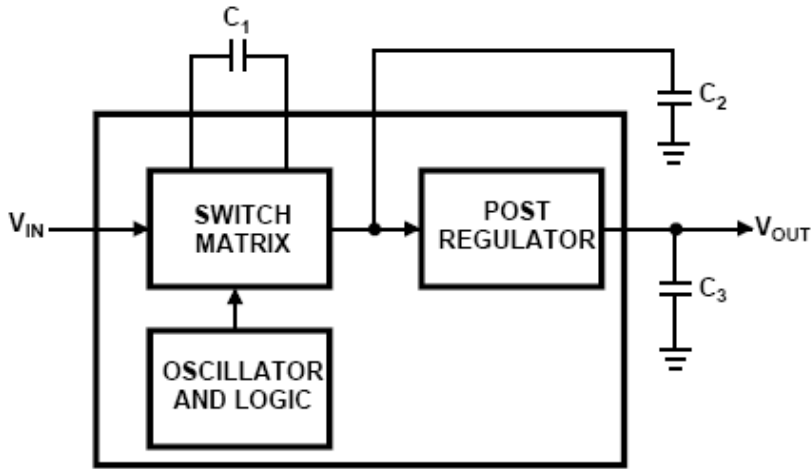 C1
C2
SWITCH
MATRIX
POST
REGULATOR
VIN
VOUT
C3
OSCILLATOR
AND LOGIC